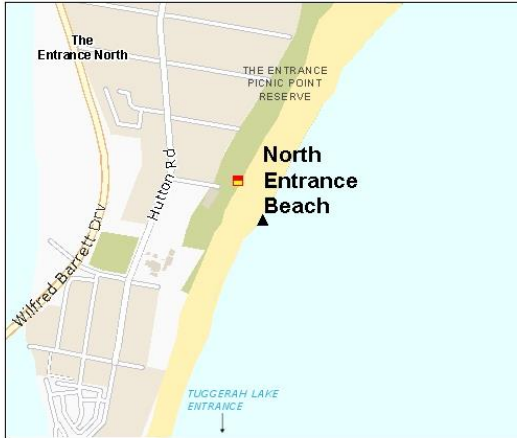 The
Entrance North
THE ENTRANCE
PICNIC POINT
RESERVE
North
Entrance
Beach
Hutton Rd
Wilfred Barrett Drv
TUGGERAH LAKE
ENTRANCE